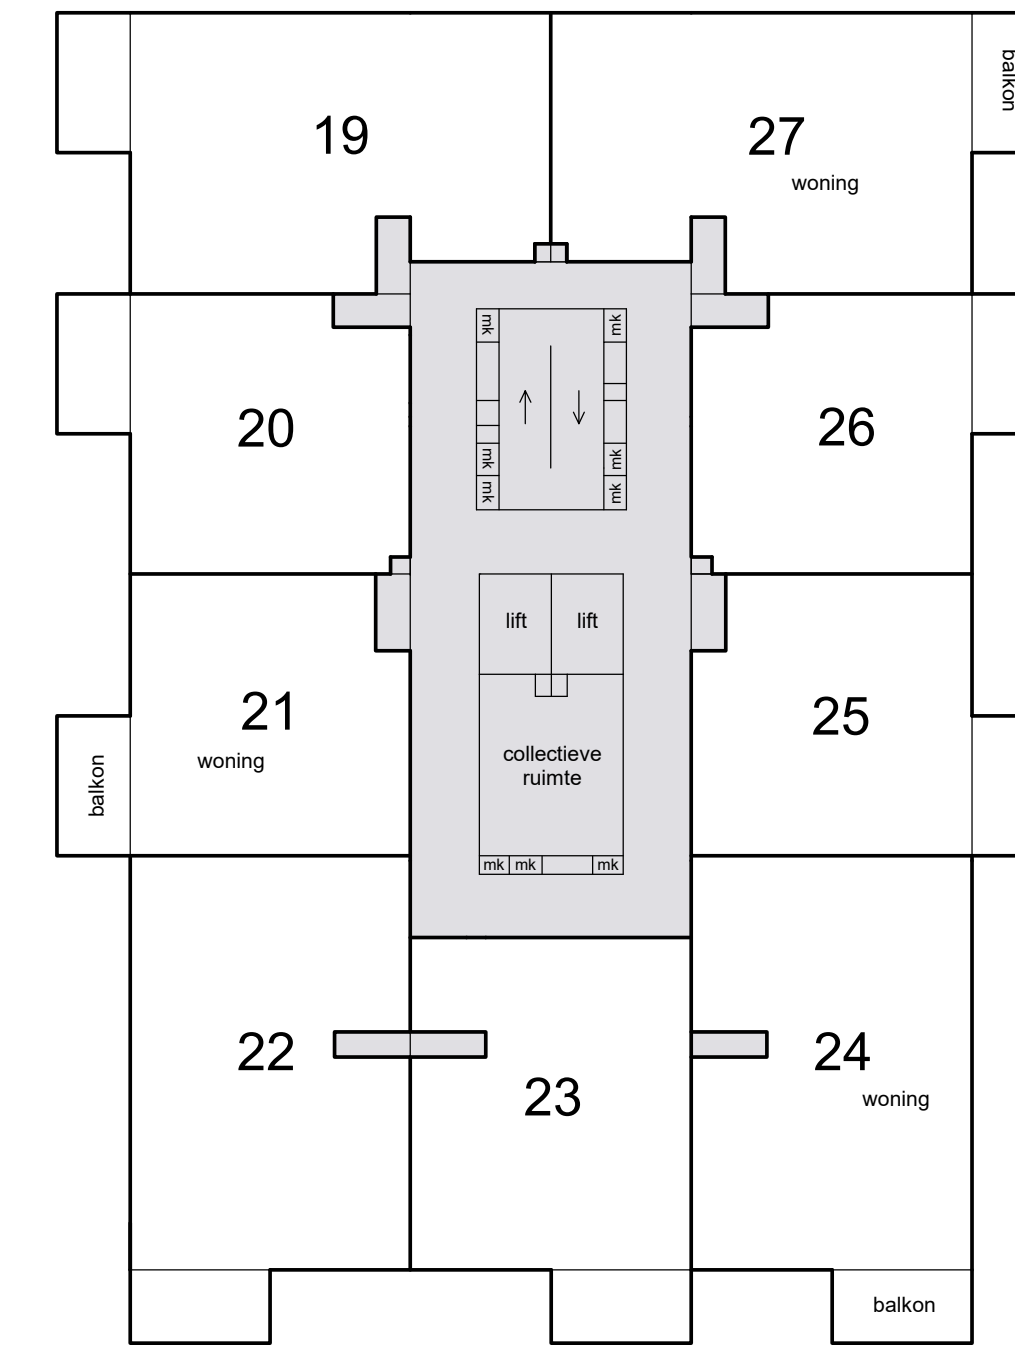 balkon
19
27
woning
mk
mk
20
26
mk
mk
mk
mk
lift
lift
21
25
woning
collectieve
ruimte
balkon
mk
mk
mk
22
24
23
woning
balkon